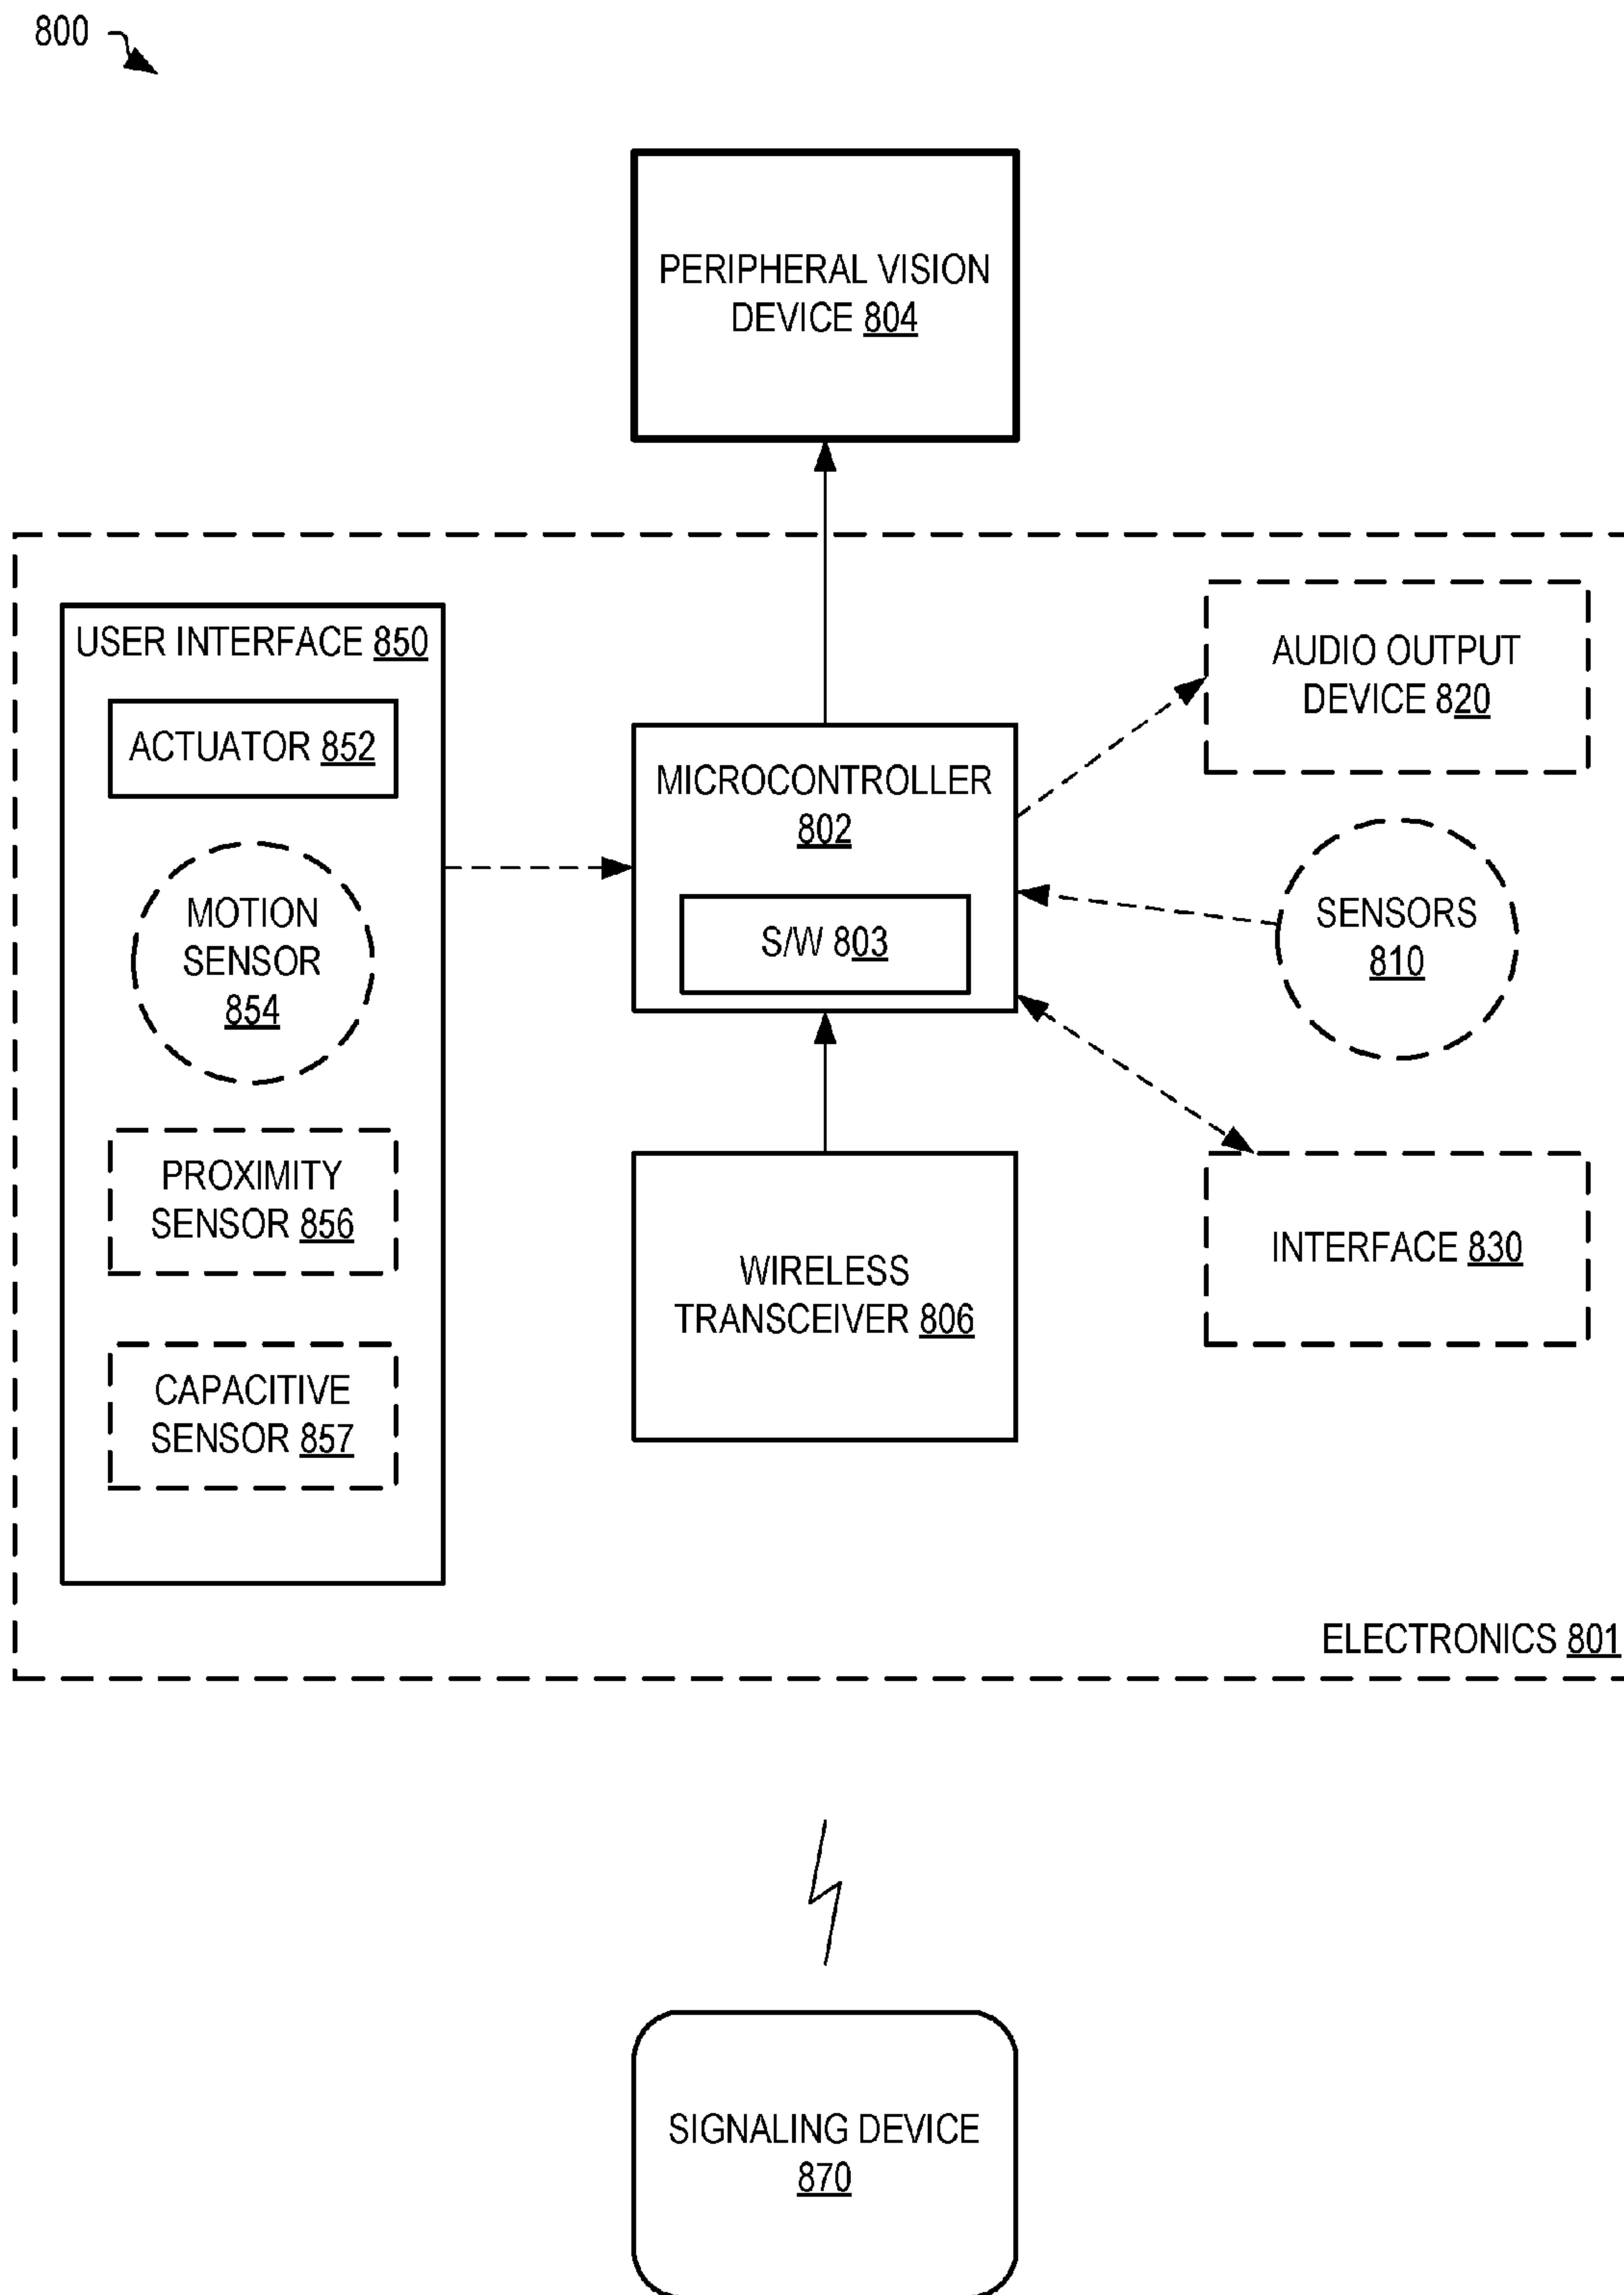 800
PERIPHERAL VISION
DEVICE 804
USER INTERFACE 850
ACTUATOR 852
MOTION
SENSOR
854
PROXIMITY
SENSOR 856
CAPACITIVE
SENSOR 857
MICROCONTROLLER
802
S/W 803
WIRELESS
TRANSCEIVER 806
AUDIO OUTPUT
DEVICE 820
SENSORS
810
INTERFACE 830
ELECTRONICS 801
SIGNALING DEVICE
870